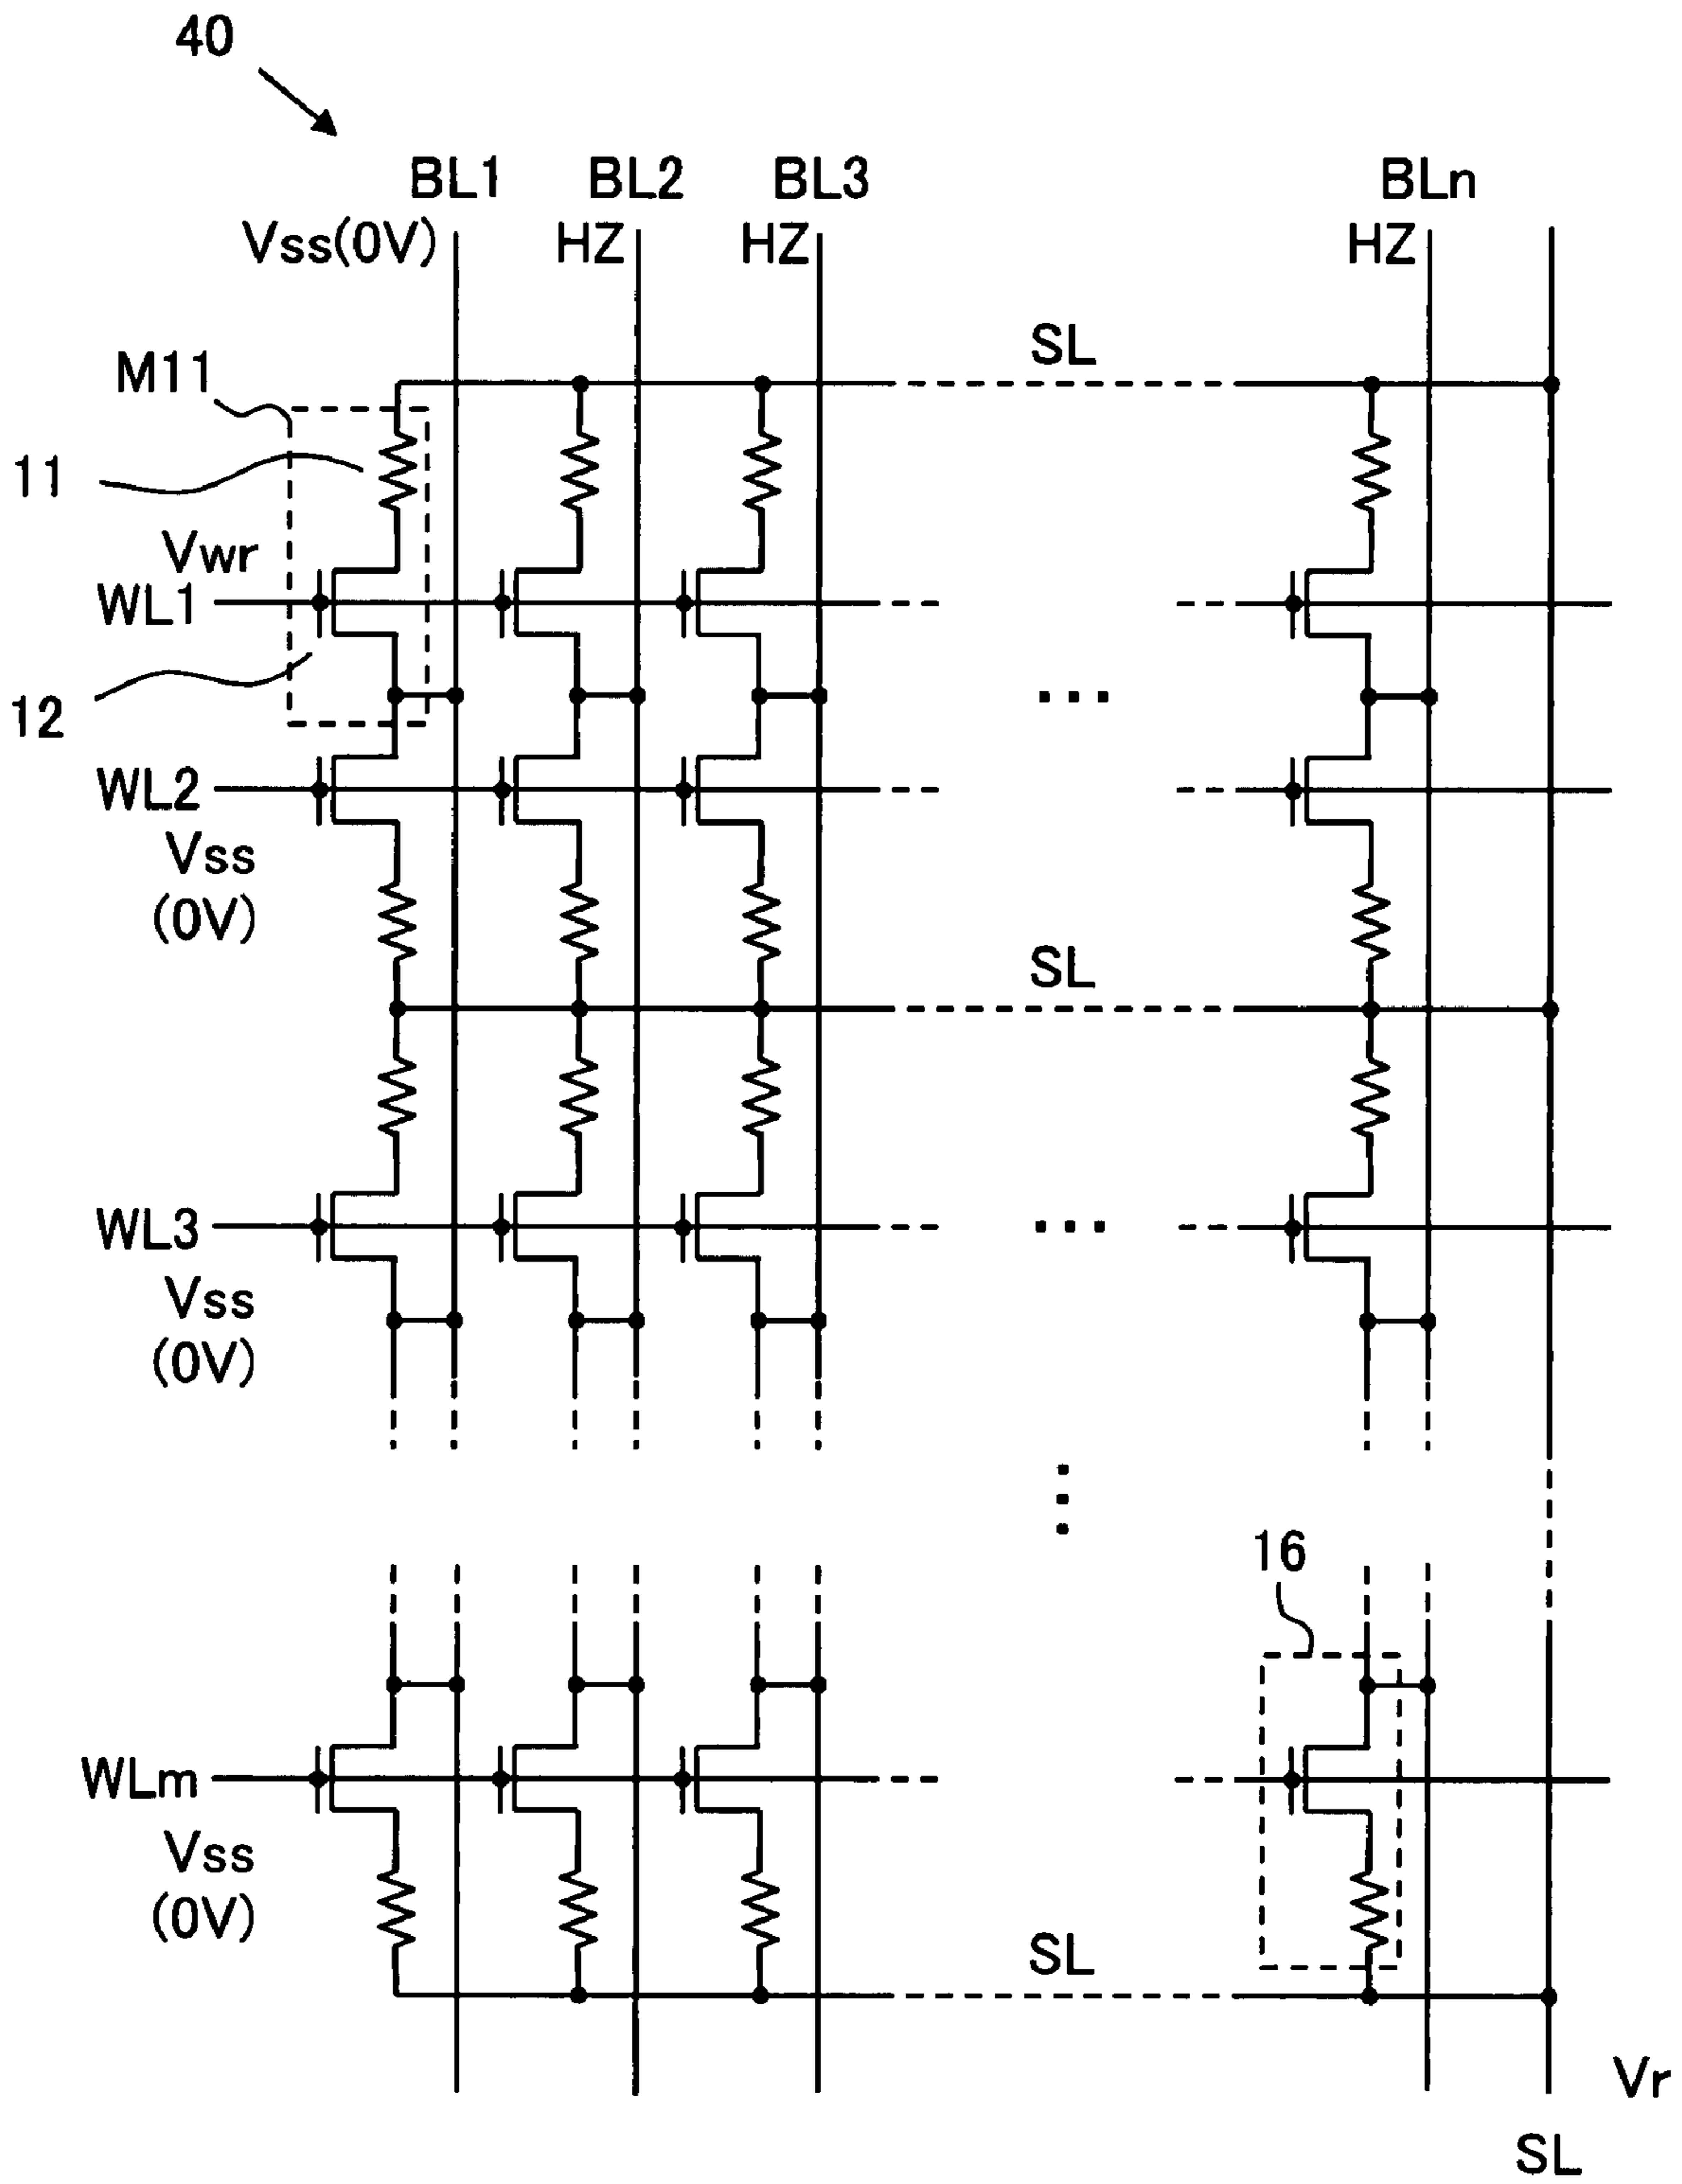 40
BL1 BL2 BL3 BLn
Vss(0V) HZ HZ HZ
SL
M11
11
Vwr
WL1
12
...
WL2
Vss
(0V)
SL
WL3
...
Vss
(0V)
16
WLm
Vss
(0V)
SL
Vr
SL